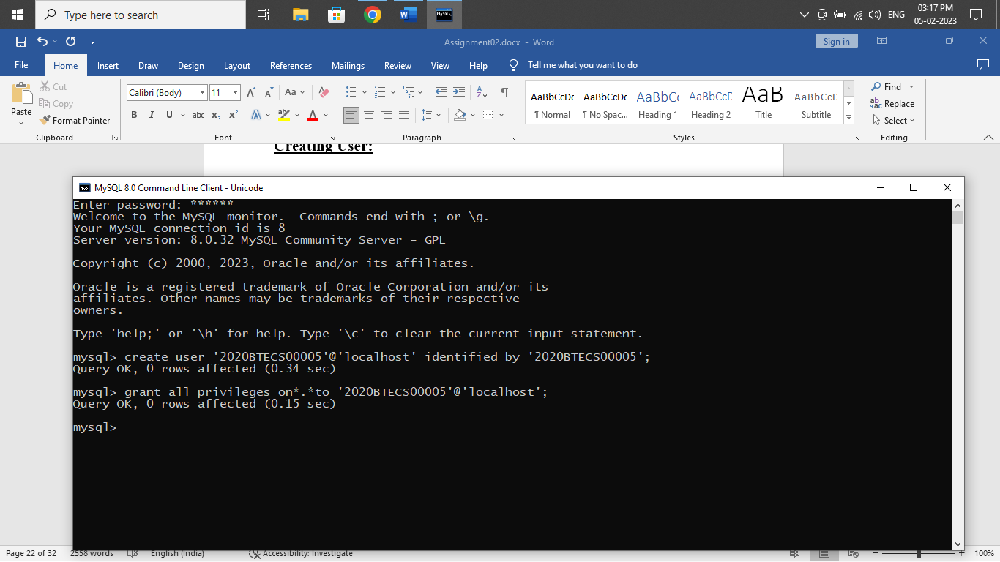 Type here to search
ENG
03:17 PM
05-02-2023
Assignment02.docx - Word
Sign in
File Home Insert Draw Design Layout References Mailings Review View Help Tell me what you want to do
Paste
Cut
Copy
Format Painter
Clipboard
Calibri (Body) 11
Font
Paragraph
AaBbCcDc AaBbCcDc AaBbC AaBbCcD AaB AaBbCcD
¶ Normal ¶ No Spac... Heading 1 Heading 2 Title Subtitle
Styles
Find
Replace
Select
Editing
Creating User:
MySQL 8.0 Command Line Client - Unicode
Enter password: ******
Welcome to the MySQL monitor.  Commands end with ; or \g.
Your MySQL connection id is 8
Server version: 8.0.32 MySQL Community Server - GPL
Copyright (c) 2000, 2023, Oracle and/or its affiliates.
Oracle is a registered trademark of Oracle Corporation and/or its
affiliates. Other names may be trademarks of their respective
owners.
Type 'help;' or '\h' for help. Type '\c' to clear the current input statement.
mysql> create user '2020BTECS00005'@'localhost' identified by '2020BTECS00005';
Query OK, 0 rows affected (0.34 sec)
mysql> grant all privileges on*.*to '2020BTECS00005'@'localhost';
Query OK, 0 rows affected (0.15 sec)
mysql>
Page 22 of 32 2558 words English (India) Accessibility: Investigate 100%